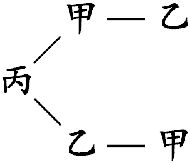 甲 — 乙
丙
乙 — 甲